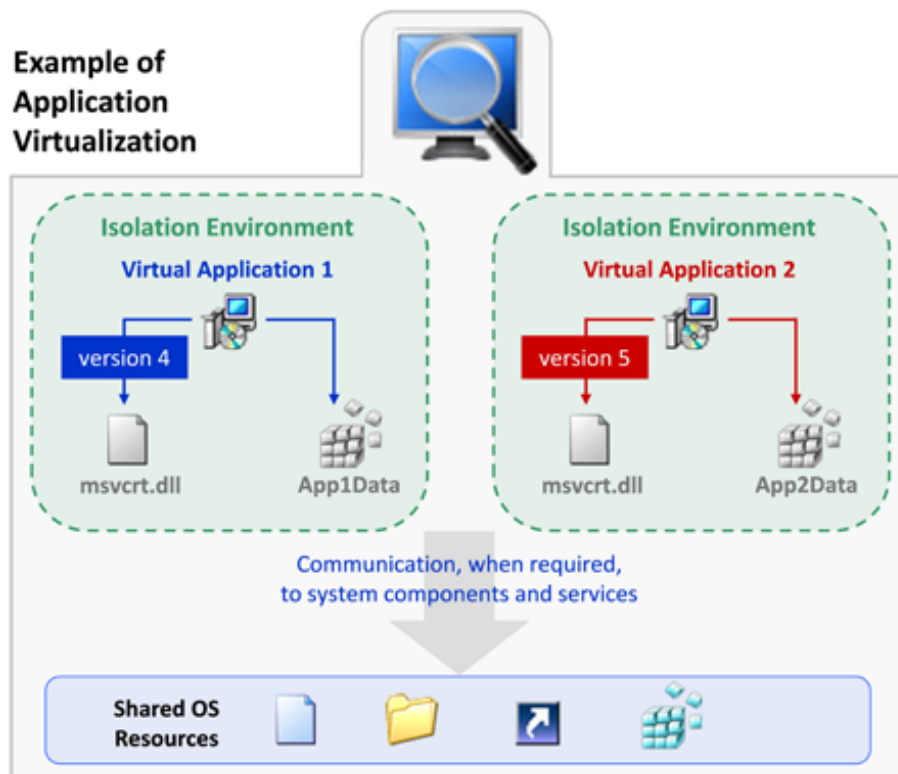 Example of
Application
Virtualization
Isolation Environment
Virtual Application 1
version 4
msvcrt.dll
App1Data
Isolation Environment
Virtual Application 2
version 5
msvcrt.dll
App2Data
Communication, when required,
to system components and services
Shared OS
Resources